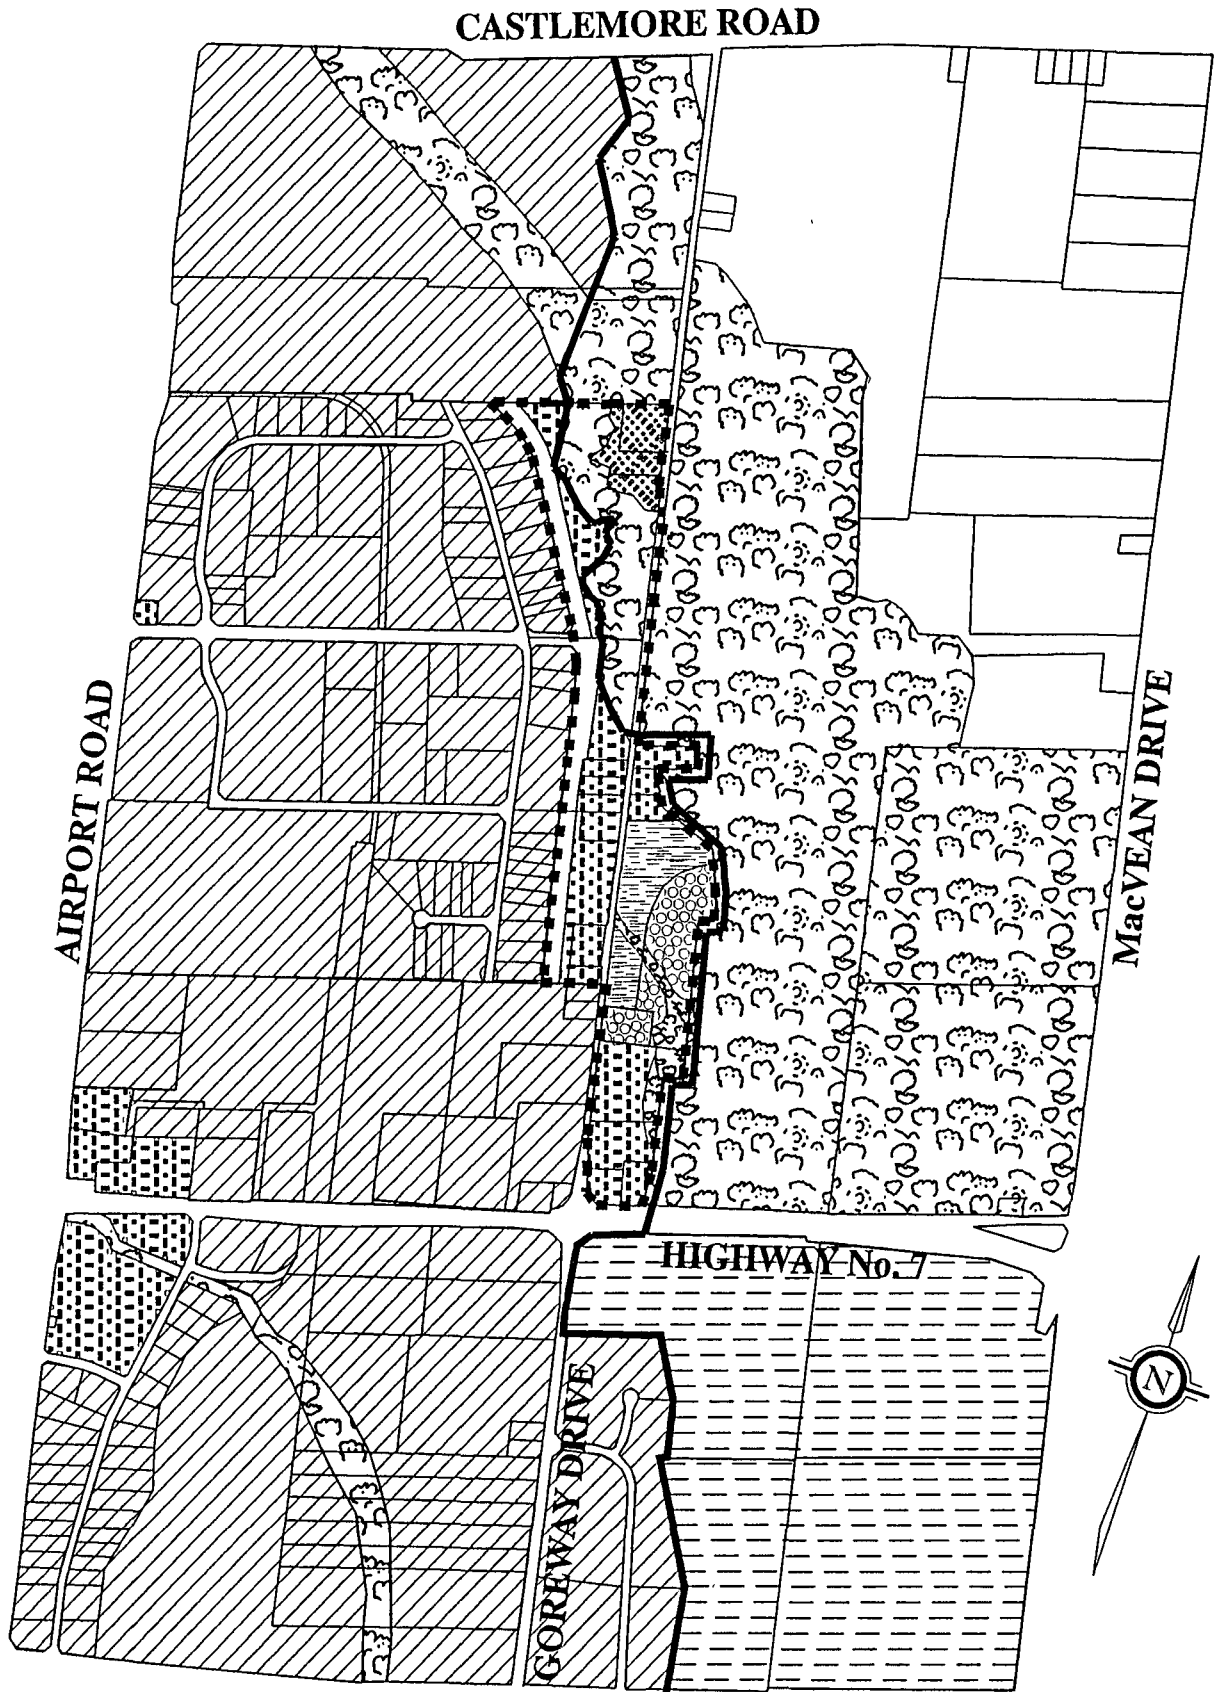 CASTLEMORE ROAD
AIRPORT ROAD
MacVEAN DRIVE
HIGHWAY No. 7
GOREWAY DRIVE
N